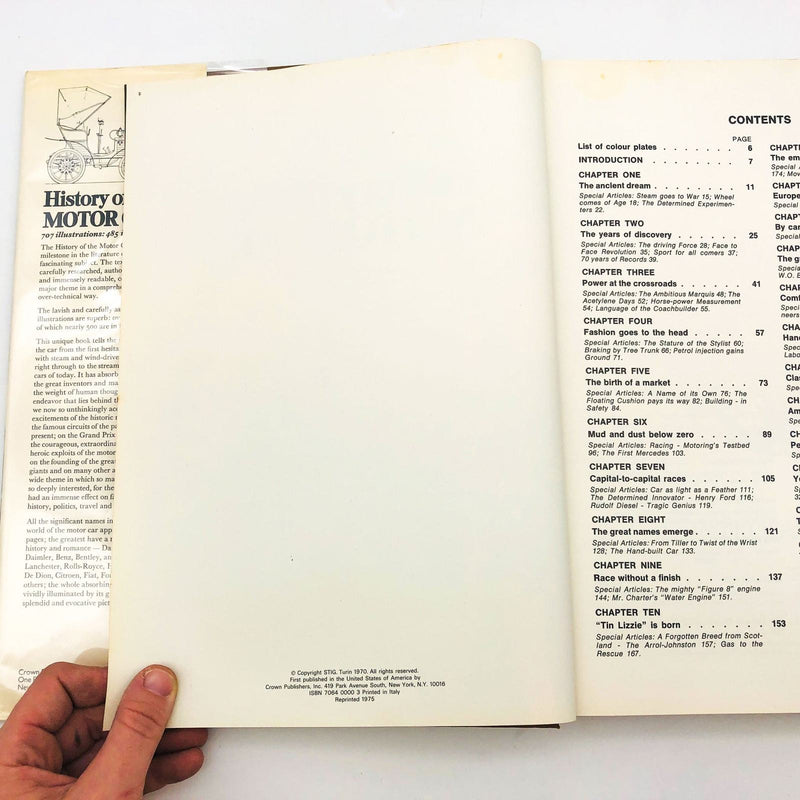 History of
MOTOR
707 illustrations: 485 i
The History of the Motor
milestone in the literature
fascinating subject. The te
carefully researched, autho
and immensely readable,
major theme in a comprehe
over-technical way.
The lavish and carefully
illustrations are superb:
of which nearly 500 are in
This unique book tells the
the car from the first
with steam and wind-drive
right through to the stream
cars of today. It has absorb
the great inventors and ma
the weight of human thoug
endeavor that lies behind
we now so unthinkingly
excitements of the historic
the famous circuits of the
present; on the Grand Prix
the courageous, extraordina
heroic exploits of the motor
on the founding of the grea
giants and on many other a
wide theme in which so ma
so deeply interested, for the
had an immense effect on
history, politics, travel and
All the significant names in
world of the motor car app
pages; the greatest have a
history and romance — Da
Daimler, Benz, Bentley, an
Lanchester, Rolls-Royce,
De Dion, Citroen, Fiat, For
others; the whole absorbing
vividly illuminated by its g
splendid and evocative pict
Crown
One
New
© Copyright STIG. Turin 1970. All rights reserved.
First published in the United States of America by
Crown Publishers, Inc. 419 Park Avenue South, New York, N.Y. 10016
ISBN 7064 0000 3 Printed in Italy
Reprinted 1975
CONTENTS
PAGE
List of colour plates . . . . . . . 6
INTRODUCTION . . . . . . . 7
CHAPTER ONE
The ancient dream . . . . . . . . 11
Special Articles: Steam goes to War 15; Wheel
comes of Age 18; The Determined Experimen-
ters 22.
CHAPTER TWO
The years of discovery . . . . . . 25
Special Articles: The driving Force 28; Face to
Face Revolution 35; Sport for all comers 37;
70 years of Records 39.
CHAPTER THREE
Power at the crossroads . . . . . . 41
Special Articles: The Ambitious Marquis 48; The
Acetylene Days 52; Horse-power Measurement
54; Language of the Coachbuilder 55.
CHAPTER FOUR
Fashion goes to the head . . . . . 57
Special Articles: The Stature of the Stylist 60;
Braking by Tree Trunk 66; Petrol injection gains
Ground 71.
CHAPTER FIVE
The birth of a market . . . . . . . 73
Special Articles: A Name of its Own 76; The
Floating Cushion pays its way 82; Building - in
Safety 84.
CHAPTER SIX
Mud and dust below zero . . . . . 89
Special Articles: Racing - Motoring's Testbed
96; The First Mercedes 103.
CHAPTER SEVEN
Capital-to-capital races . . . . . . 105
Special Articles: Car as light as a Feather 111;
The Determined Innovator - Henry Ford 116;
Rudolf Diesel - Tragic Genius 119.
CHAPTER EIGHT
The great names emerge . . . . . . 121
Special Articles: From Tiller to Twist of the Wrist
128; The Hand-built Car 133.
CHAPTER NINE
Race without a finish . . . . . . . 137
Special Articles: The mighty "Figure 8" engine
144; Mr. Charter's "Water Engine" 151.
CHAPTER TEN
"Tin Lizzie" is born . . . . . . . . 153
Special Articles: A Forgotten Breed from Scot-
land - The Arrol-Johnston 157; Gas to the
Rescue 167.
CHAPT
The em
Special
174; Mov
CHAPT
Europe
Special
CHAPT
By car
Special
CHAPT
The g
Specia
W.O. B